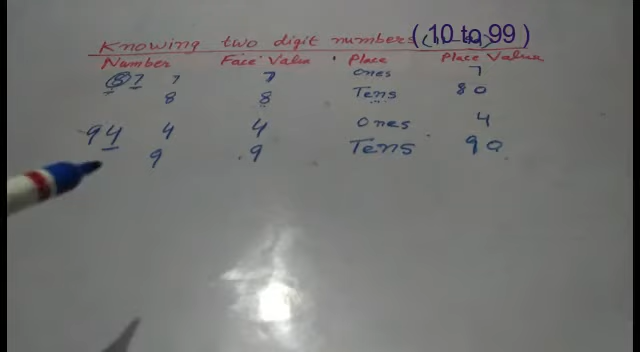 Knowing two digit numbers (10 to 99)
Number Face Value Place Place Value
87 7 7 ones 7
8 8 Tens 80
94 4 4 ones 4
9 9 Tens 90